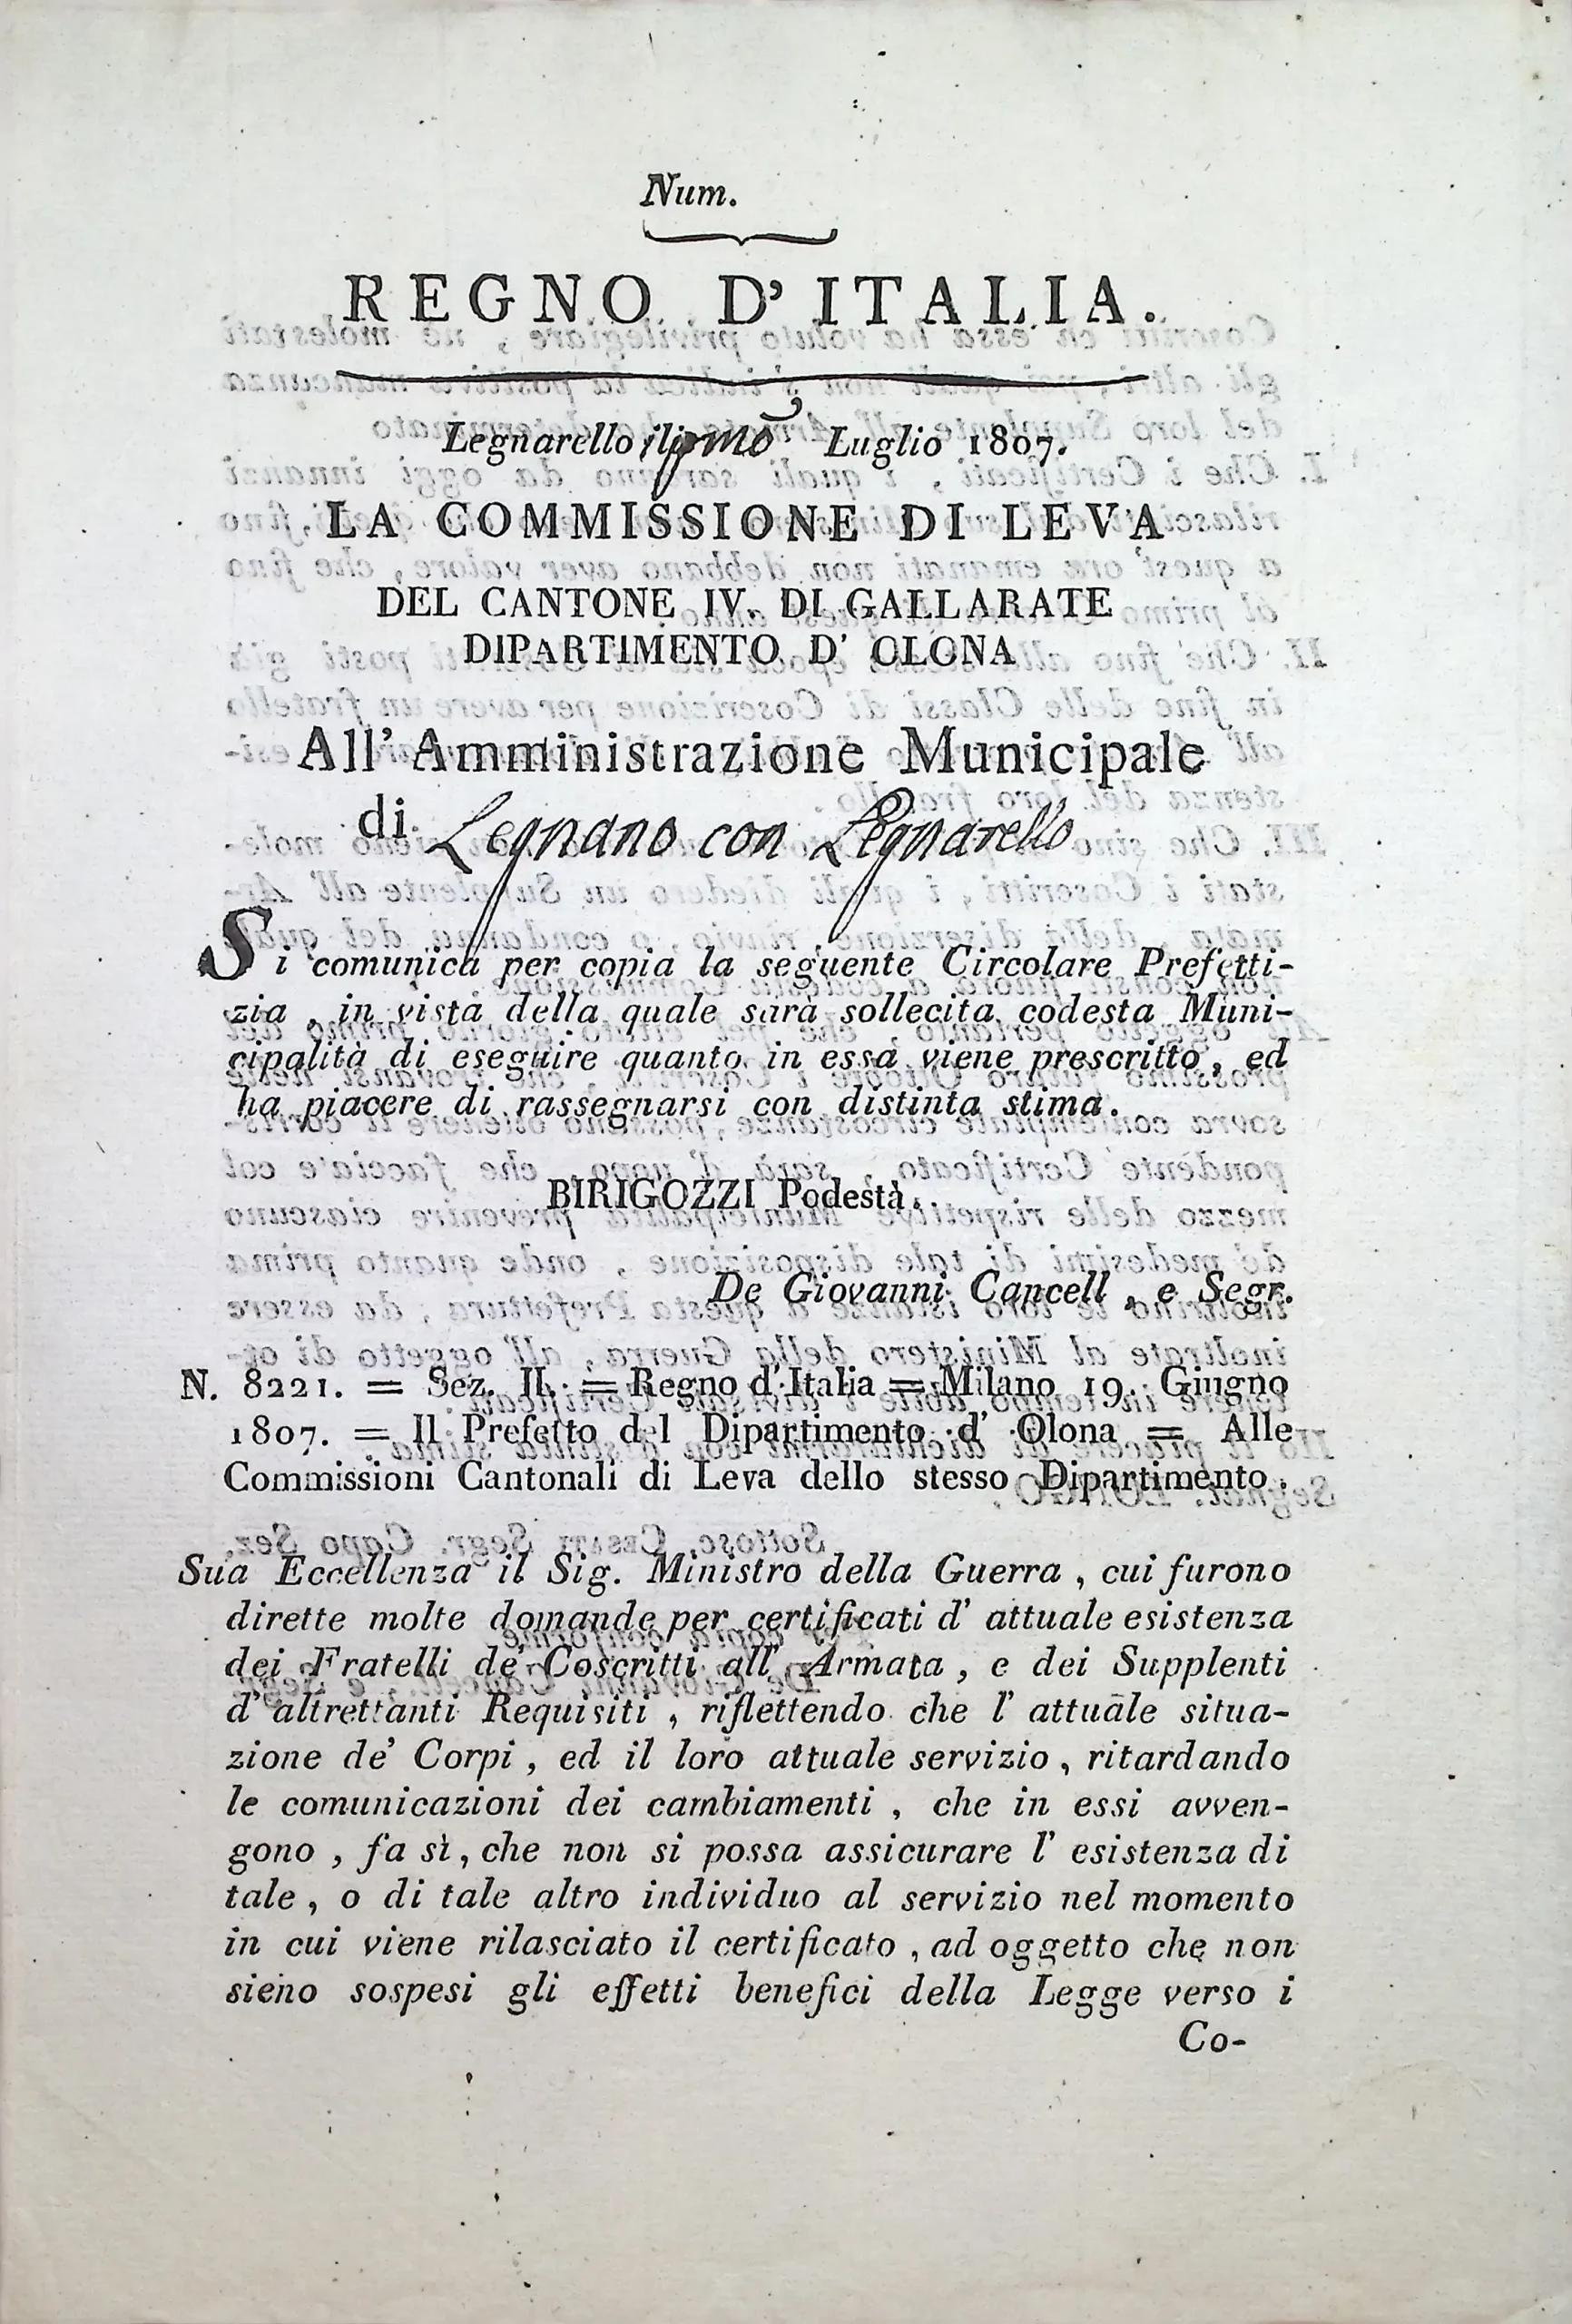 Num.
REGNO D'ITALIA.
Legnarello il pmo Luglio 1807.
LA COMMISSIONE DI LEVA
DEL CANTONE IV. DI GALLARATE
DIPARTIMENTO D' OLONA
All' Amministrazione Municipale
di Legnano con Legnarello
Si comunica per copia la seguente Circolare Prefetti-
zia, in vista della quale sarà sollecita codesta Muni-
cipalità di eseguire quanto in essa viene prescritto, ed
ha piacere di rassegnarsi con distinta stima.
BIRIGOZZI Podestà.
De Giovanni Cancell, e Segr.
N. 8221. = Sez. II. = Regno d'Italia = Milano 19. Giugno
1807. = Il Prefetto del Dipartimento d' Olona = Alle
Commissioni Cantonali di Leva dello stesso Dipartimento.
Sua Eccellenza il Sig. Ministro della Guerra, cui furono
dirette molte domande per certificati d' attuale esistenza
dei Fratelli de' Coscritti all' Armata, e dei Supplenti
d' altrettanti Requisiti, riflettendo che l' attuale situa-
zione de' Corpi, ed il loro attuale servizio, ritardando
le comunicazioni dei cambiamenti, che in essi avven-
gono, fa sì, che non si possa assicurare l' esistenza di
tale, o di tale altro individuo al servizio nel momento
in cui viene rilasciato il certificato, ad oggetto che non
sieno sospesi gli effetti benefici della Legge verso i
Co-